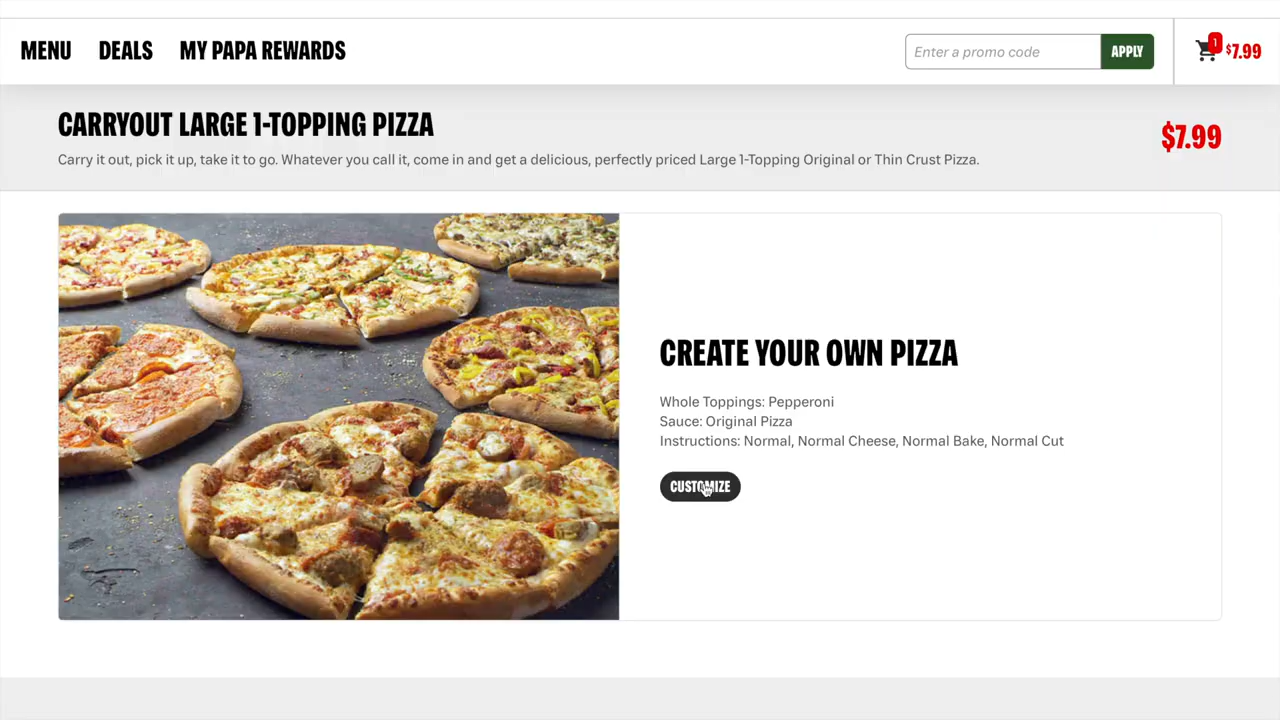 MENU DEALS MY PAPA REWARDS Enter a promo code APPLY 1 $7.99
CARRYOUT LARGE 1-TOPPING PIZZA
$7.99
Carry it out, pick it up, take it to go. Whatever you call it, come in and get a delicious, perfectly priced Large 1-Topping Original or Thin Crust Pizza.
CREATE YOUR OWN PIZZA
Whole Toppings: Pepperoni
Sauce: Original Pizza
Instructions: Normal, Normal Cheese, Normal Bake, Normal Cut
CUSTOMIZE